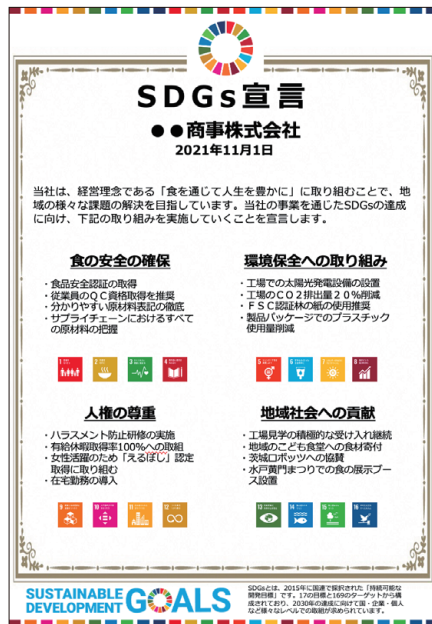 SDGs宣言
●●商事株式会社
2021年11月1日
当社は、経営理念である「食を通じて人生を豊かに」に取り組むことで、地
域の様々な課題の解決を目指しています。当社の事業を通じたSDGsの達成
に向け、下記の取り組みを実施していくことを宣言します。
食の安全の確保
・食品安全認証の取得
・従業員のQC資格取得を推奨
・分かりやすい原材料表記の徹底
・サプライチェーンにおけるすべて
の原材料の把握
環境保全への取り組み
・工場での太陽光発電設備の設置
・工場のCO2排出量20%削減
・FSC認証林の紙の使用推奨
・製品パッケージでのプラスチック
使用量削減
1 2 3 4
5 6 7 8
人権の尊重
・ハラスメント防止研修の実施
・有給休暇取得率100%への取組
・女性活躍のため「えるぼし」認定
取得に取り組む
・在宅勤務の導入
地域社会への貢献
・工場見学の積極的な受け入れ継続
・地域のこども食堂への食材寄付
・茨城ロボッツへの協賛
・水戸黄門まつりでの食の展示ブー
ス設置
9 10 11 12
13 14 15 16
SUSTAINABLE
DEVELOPMENT GOALS
SDGsとは、2015年に国連で採択された「持続可能な
開発目標」です。17の目標と169のターゲットから構
成されており、2030年の達成に向けて国・企業・個人
など様々なレベルでの取組が求められています。